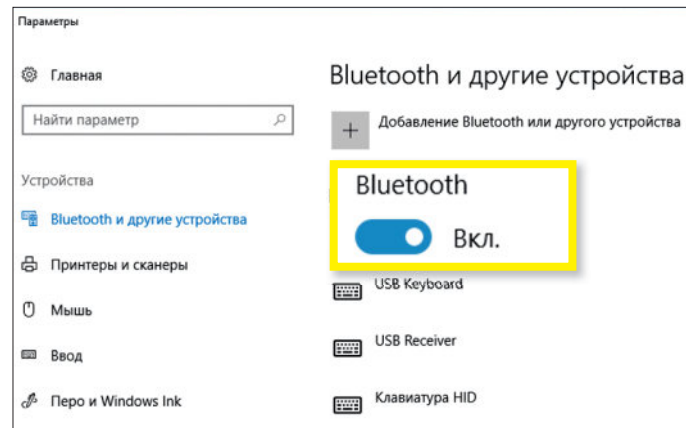 Параметры
Главная
Найти параметр
Устройства
Bluetooth и другие устройства
Принтеры и сканеры
Мышь
Ввод
Перо и Windows Ink
Bluetooth и другие устройства
Добавление Bluetooth или другого устройства
Bluetooth
Вкл.
USB Keyboard
USB Receiver
Клавиатура HID